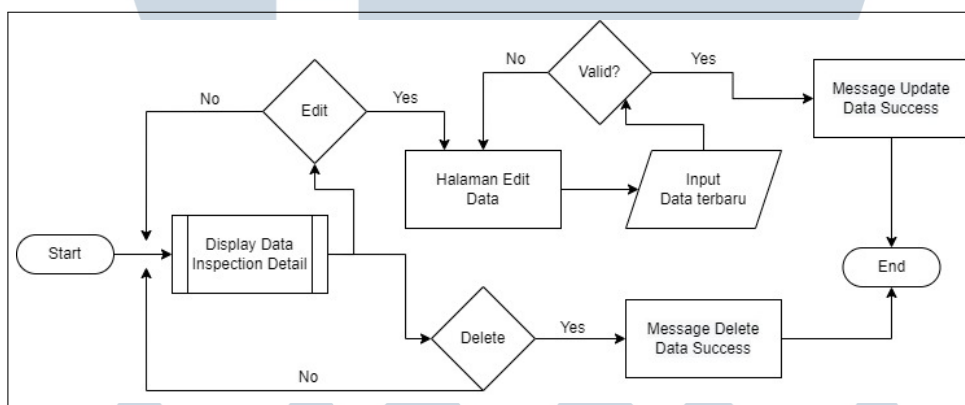 No
Valid?
Yes
No
Edit
Yes
Message Update
Data Success
Halaman Edit
Data
Input
Data terbaru
Start
Display Data
Inspection Detail
End
Delete
Yes
Message Delete
Data Success
No